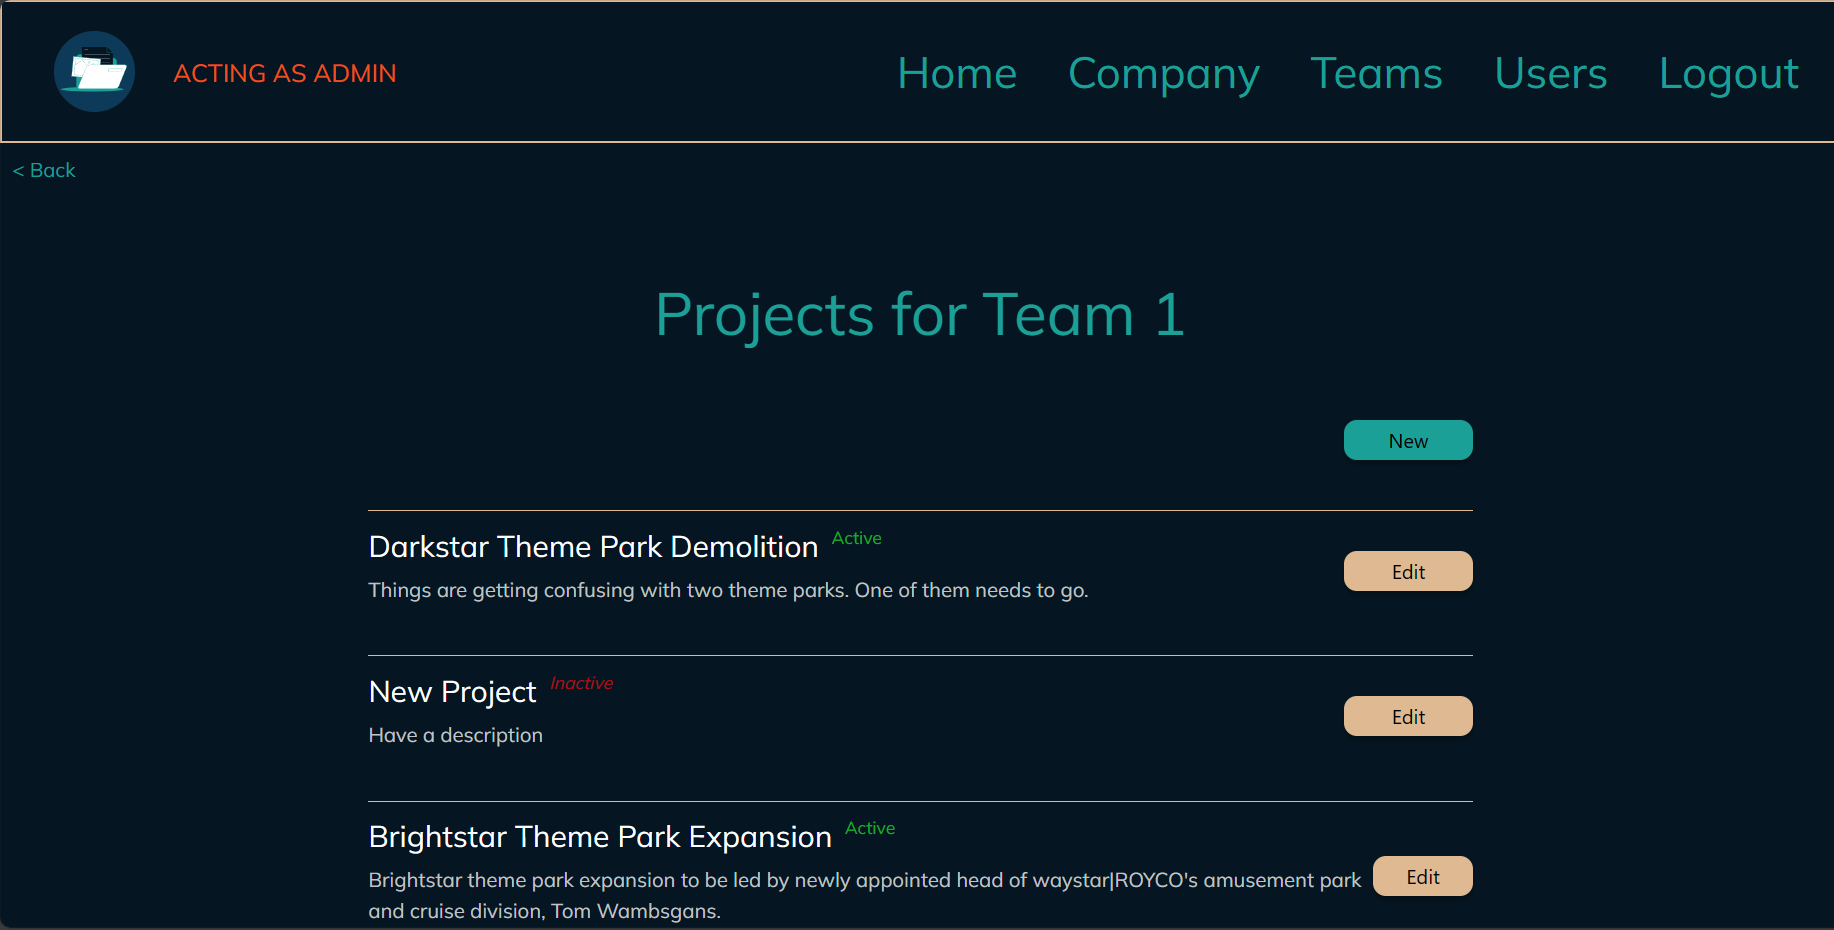 ACTING AS ADMIN
Home Company Teams Users Logout
< Back
Projects for Team 1
New
Darkstar Theme Park Demolition Active
Things are getting confusing with two theme parks. One of them needs to go.
Edit
New Project Inactive
Have a description
Edit
Brightstar Theme Park Expansion Active
Brightstar theme park expansion to be led by newly appointed head of waystar|ROYCO's amusement park
and cruise division, Tom Wambsgans.
Edit